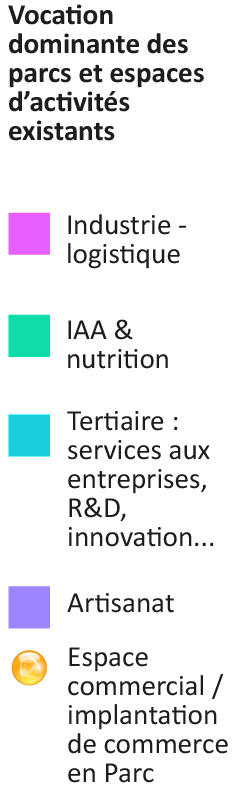 Vocation
dominante des
parcs et espaces
d’activités
existants
Industrie -
logistique
IAA &
nutrition
Tertiaire :
services aux
entreprises,
R&D,
innovation...
Artisanat
Espace
commercial /
implantation
de commerce
en Parc